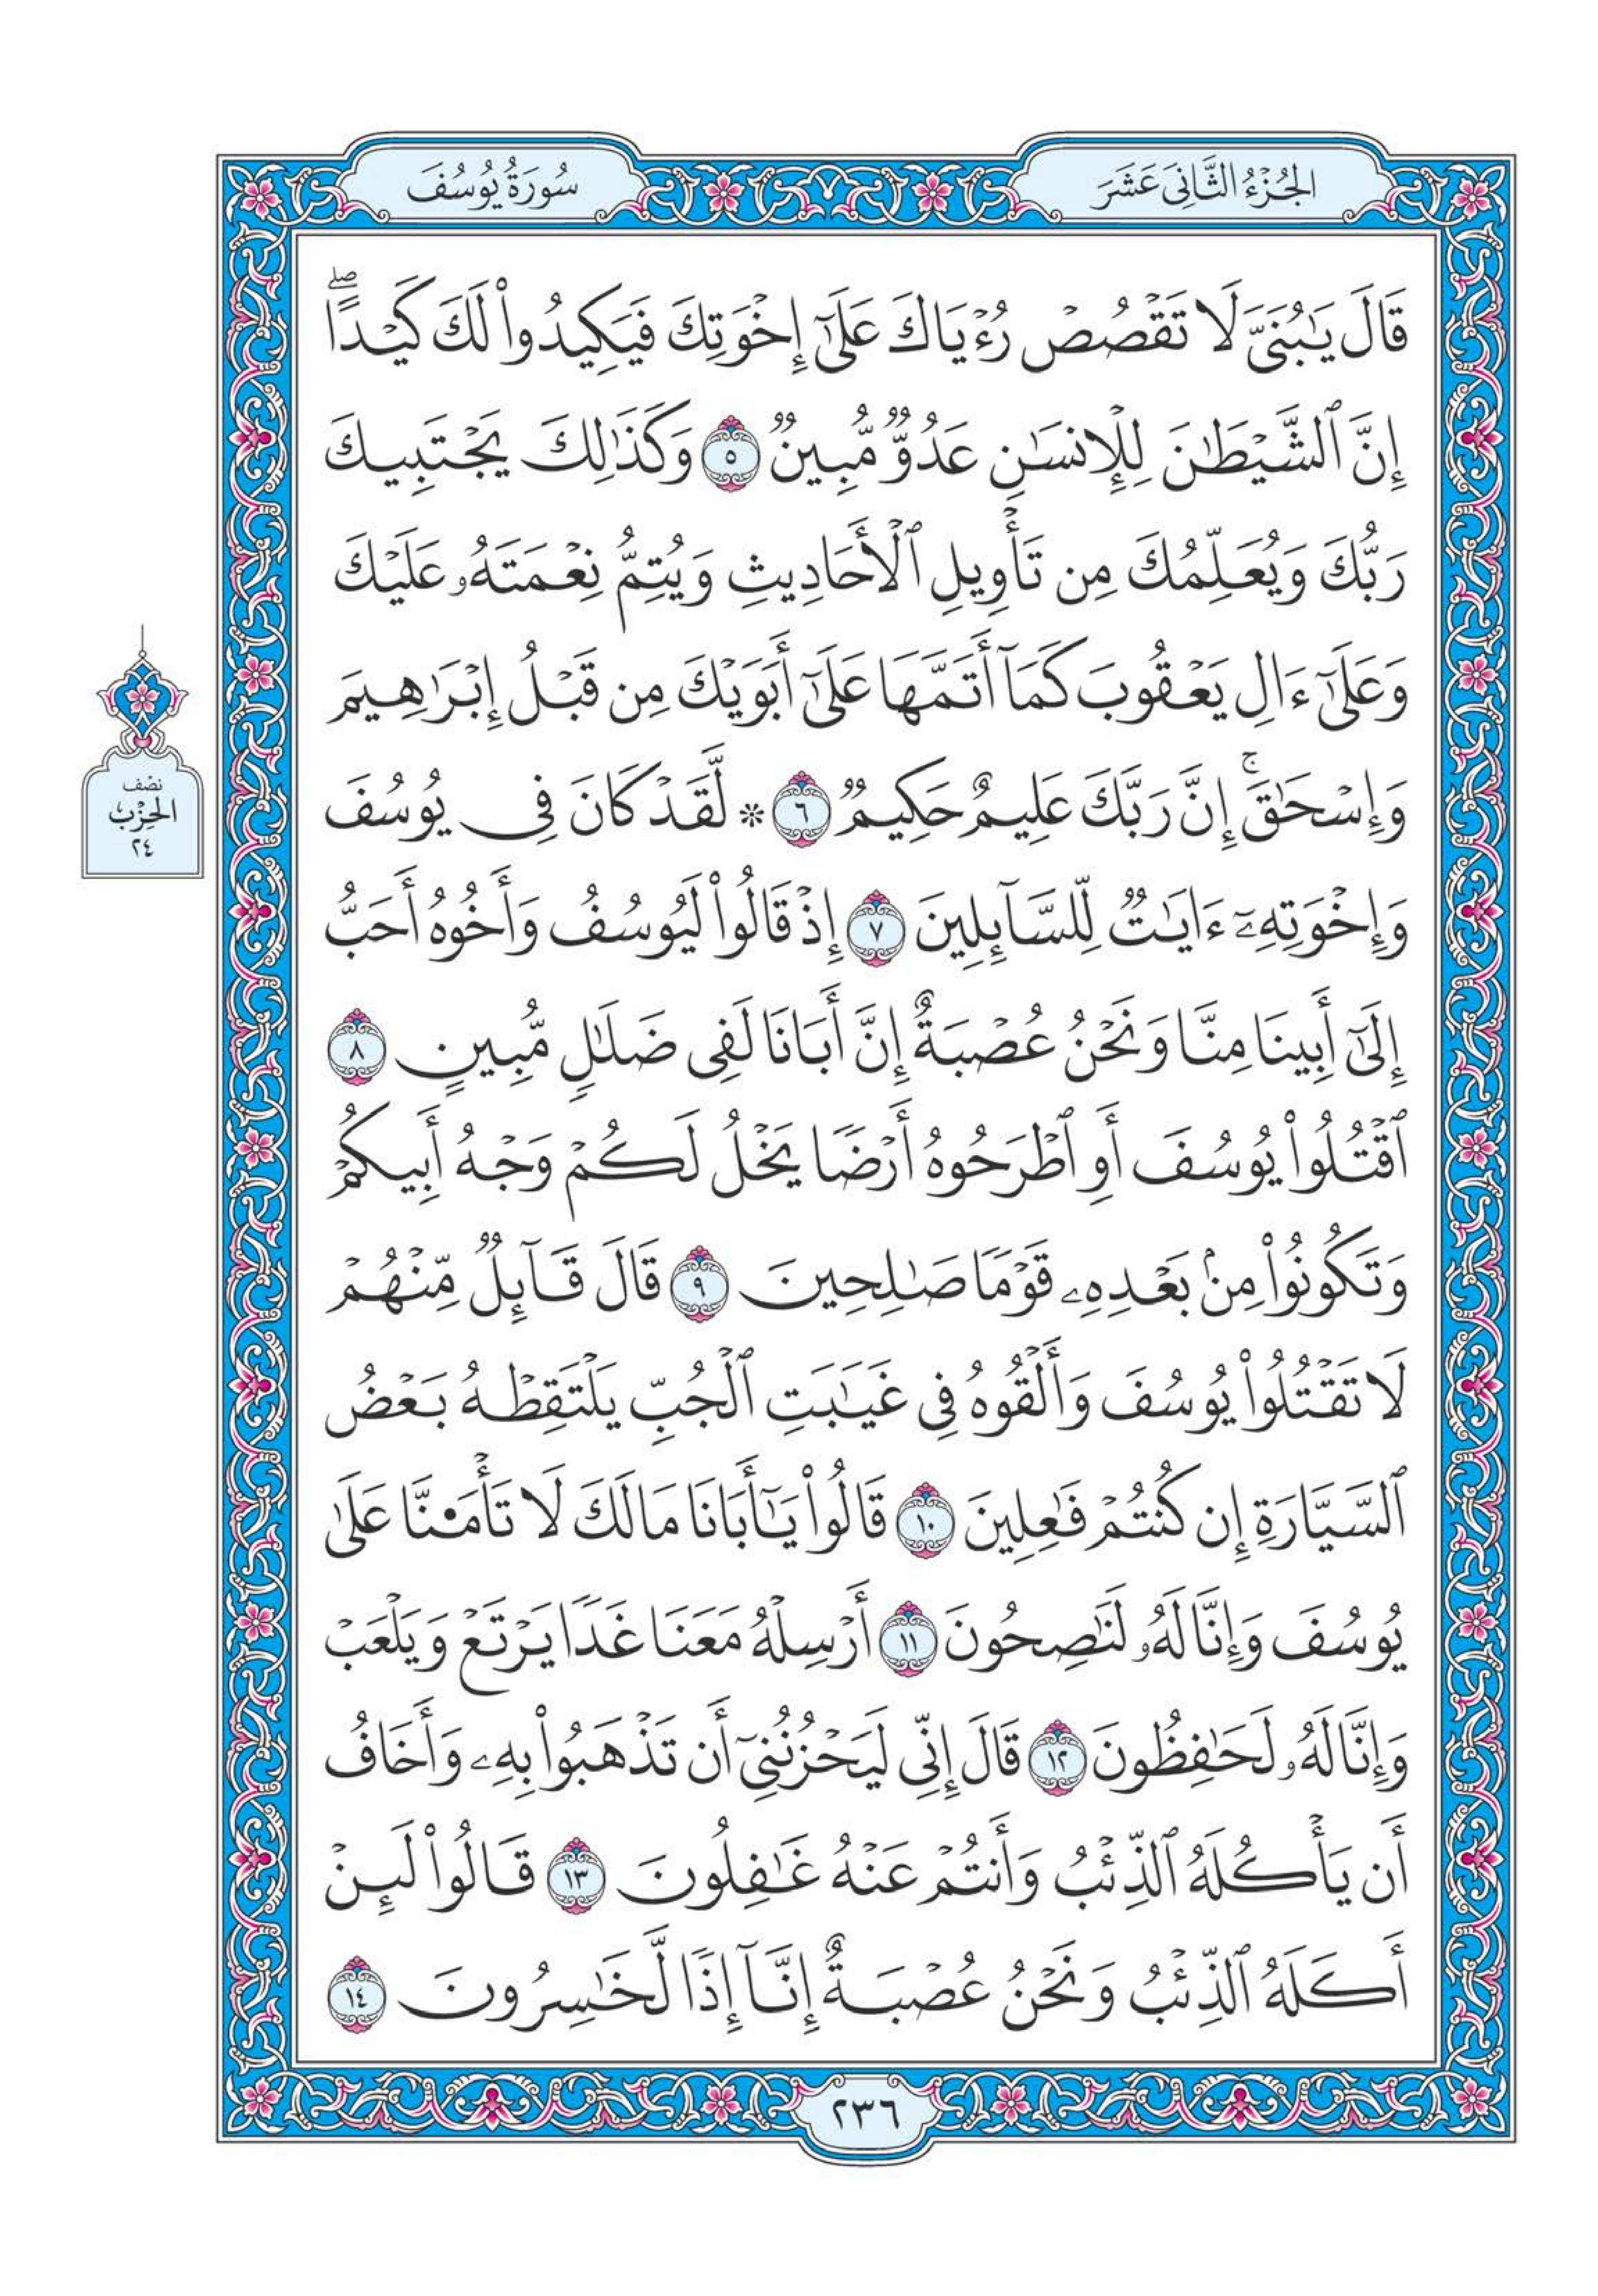 الجُزْءُ الثَّانِيَ عَشَرَ
سُورَةُ يُوسُفَ
قَالَ يَٰبُنَيَّ لَا تَقْصُصْ رُءْيَاكَ عَلَىٰٓ إِخْوَتِكَ فَيَكِيدُوا۟ لَكَ كَيْدًاۖ
إِنَّ ٱلشَّيْطَٰنَ لِلْإِنسَٰنِ عَدُوٌّ مُّبِينٌ ٥ وَكَذَٰلِكَ يَجْتَبِيكَ
رَبُّكَ وَيُعَلِّمُكَ مِن تَأْوِيلِ ٱلْأَحَادِيثِ وَيُتِمُّ نِعْمَتَهُۥ عَلَيْكَ
وَعَلَىٰٓ ءَالِ يَعْقُوبَ كَمَآ أَتَمَّهَا عَلَىٰٓ أَبَوَيْكَ مِن قَبْلُ إِبْرَٰهِيمَ
وَإِسْحَٰقَۚ إِنَّ رَبَّكَ عَلِيمٌ حَكِيمٌ ٦ * لَّقَدْ كَانَ فِى يُوسُفَ
وَإِخْوَتِهِۦٓ ءَايَٰتٌ لِّلسَّآئِلِينَ ٧ إِذْ قَالُوا۟ لَيُوسُفُ وَأَخُوهُ أَحَبُّ
إِلَىٰٓ أَبِينَا مِنَّا وَنَحْنُ عُصْبَةٌ إِنَّ أَبَانَا لَفِى ضَلَٰلٍ مُّبِينٍ ٨
ٱقْتُلُوا۟ يُوسُفَ أَوِ ٱطْرَحُوهُ أَرْضًا يَخْلُ لَكُمْ وَجْهُ أَبِيكُمْ
وَتَكُونُوا۟ مِنۢ بَعْدِهِۦ قَوْمًا صَٰلِحِينَ ٩ قَالَ قَآئِلٌ مِّنْهُمْ
لَا تَقْتُلُوا۟ يُوسُفَ وَأَلْقُوهُ فِى غَيَٰبَتِ ٱلْجُبِّ يَلْتَقِطْهُ بَعْضُ
ٱلسَّيَّارَةِ إِن كُنتُمْ فَٰعِلِينَ ١٠ قَالُوا۟ يَٰٓأَبَانَا مَالَكَ لَا تَأْمَ۬نَّا عَلَىٰ
يُوسُفَ وَإِنَّا لَهُۥ لَنَٰصِحُونَ ١١ أَرْسِلْهُ مَعَنَا غَدًا يَرْتَعْ وَيَلْعَبْ
وَإِنَّا لَهُۥ لَحَٰفِظُونَ ١٢ قَالَ إِنِّى لَيَحْزُنُنِىٓ أَن تَذْهَبُوا۟ بِهِۦ وَأَخَافُ
أَن يَأْكُلَهُ ٱلذِّئْبُ وَأَنتُمْ عَنْهُ غَٰفِلُونَ ١٣ قَالُوا۟ لَئِنْ
أَكَلَهُ ٱلذِّئْبُ وَنَحْنُ عُصْبَةٌ إِنَّآ إِذًا لَّخَٰسِرُونَ ١٤
نِصْف
الحِزْب
٢٤
٢٣٦